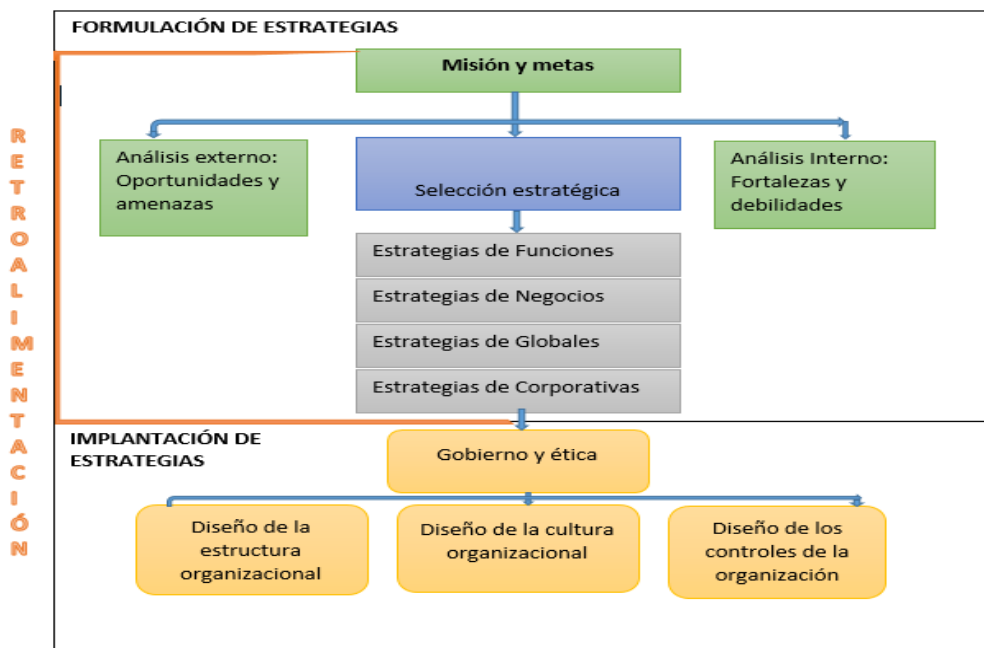 FORMULACIÓN DE ESTRATEGIAS
Misión y metas
Análisis externo:
Oportunidades y
amenazas
Selección estratégica
Análisis Interno:
Fortalezas y
debilidades
Estrategias de Funciones
Estrategias de Negocios
Estrategias de Globales
Estrategias de Corporativas
RETROALIMENTACIÓN
IMPLANTACIÓN DE
ESTRATEGIAS
Gobierno y ética
Diseño de la
estructura
organizacional
Diseño de la cultura
organizacional
Diseño de los
controles de la
organización